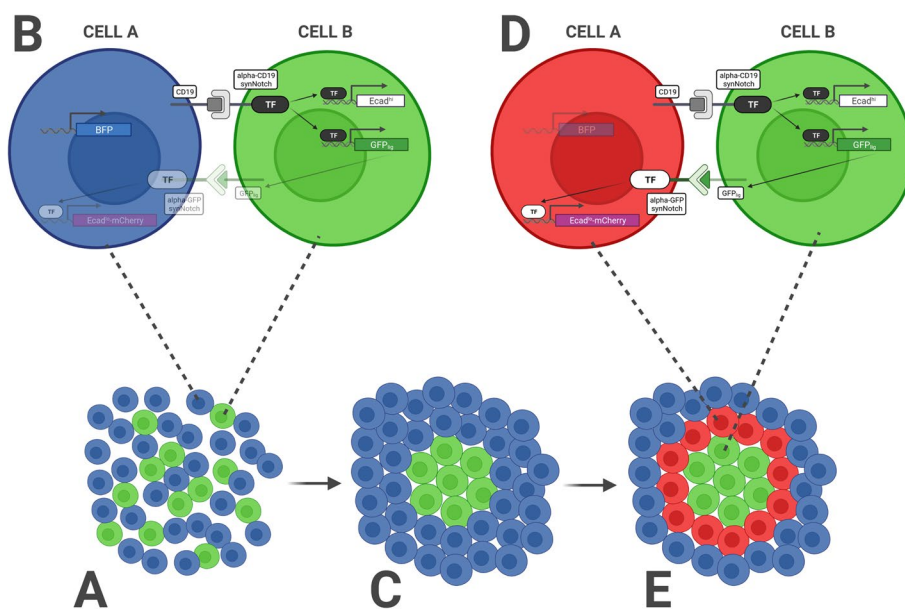 B
CELL A
CELL B
CD19
alpha-CD19
synNotch
TF
TF
Ecadhi
TF
BFP
GFPlig
TF
alpha-GFP
synNotch
GFPlig
TF
Ecadlo-mCherry
D
CELL A
CELL B
CD19
alpha-CD19
synNotch
TF
TF
Ecadhi
TF
BFP
GFPlig
TF
alpha-GFP
synNotch
GFPlig
TF
Ecadlo-mCherry
A
C
E